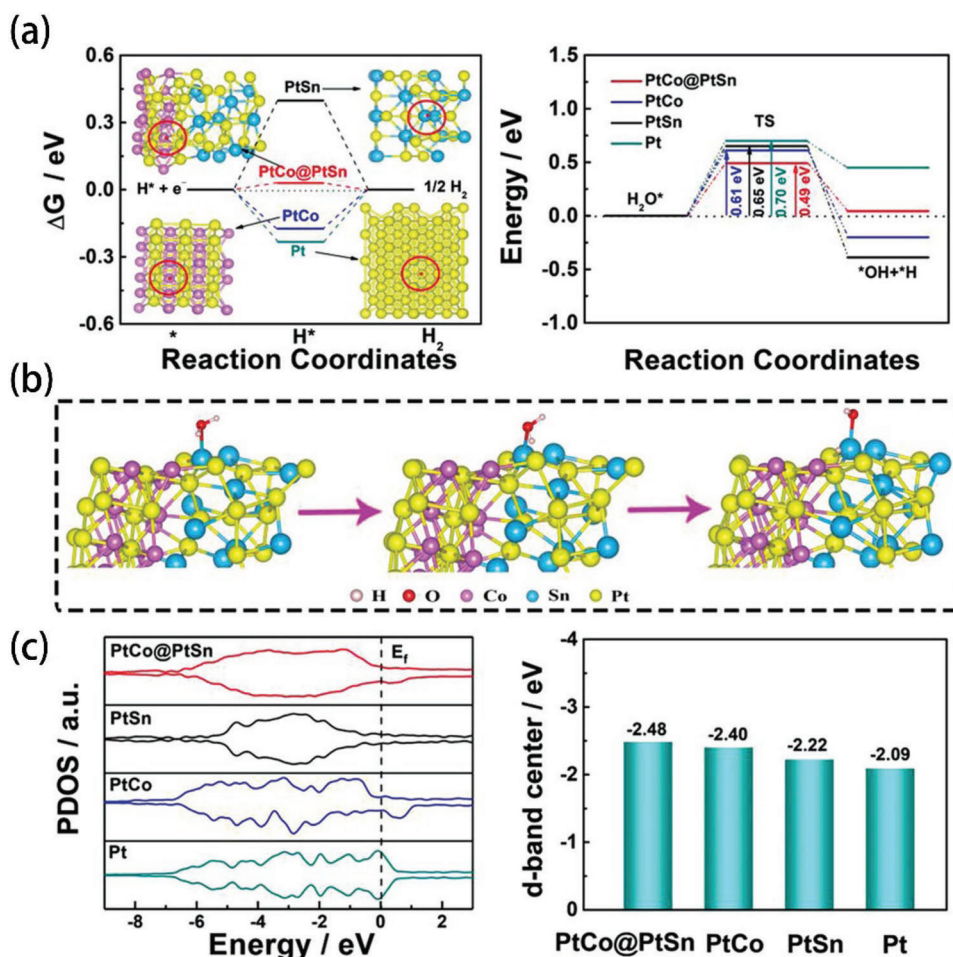 (a)
0.6
0.3
0.0
-0.3
-0.6
ΔG / eV
PtSn
PtCo@PtSn
H* + e⁻
1/2 H₂
PtCo
Pt
*
H*
H₂
Reaction Coordinates
1.5
1.0
0.5
0.0
-0.5
-1.0
Energy / eV
PtCo@PtSn
PtCo
PtSn
Pt
TS
H₂O*
0.61 eV
0.65 eV
0.70 eV
0.49 eV
*OH+*H
Reaction Coordinates
(b)
H O Co Sn Pt
(c)
PDOS / a.u.
PtCo@PtSn
E_f
PtSn
PtCo
Pt
-8 -6 -4 -2 0 2
Energy / eV
d-band center / eV
-4
-3
-2
-1
0
-2.48
-2.40
-2.22
-2.09
PtCo@PtSn PtCo PtSn Pt